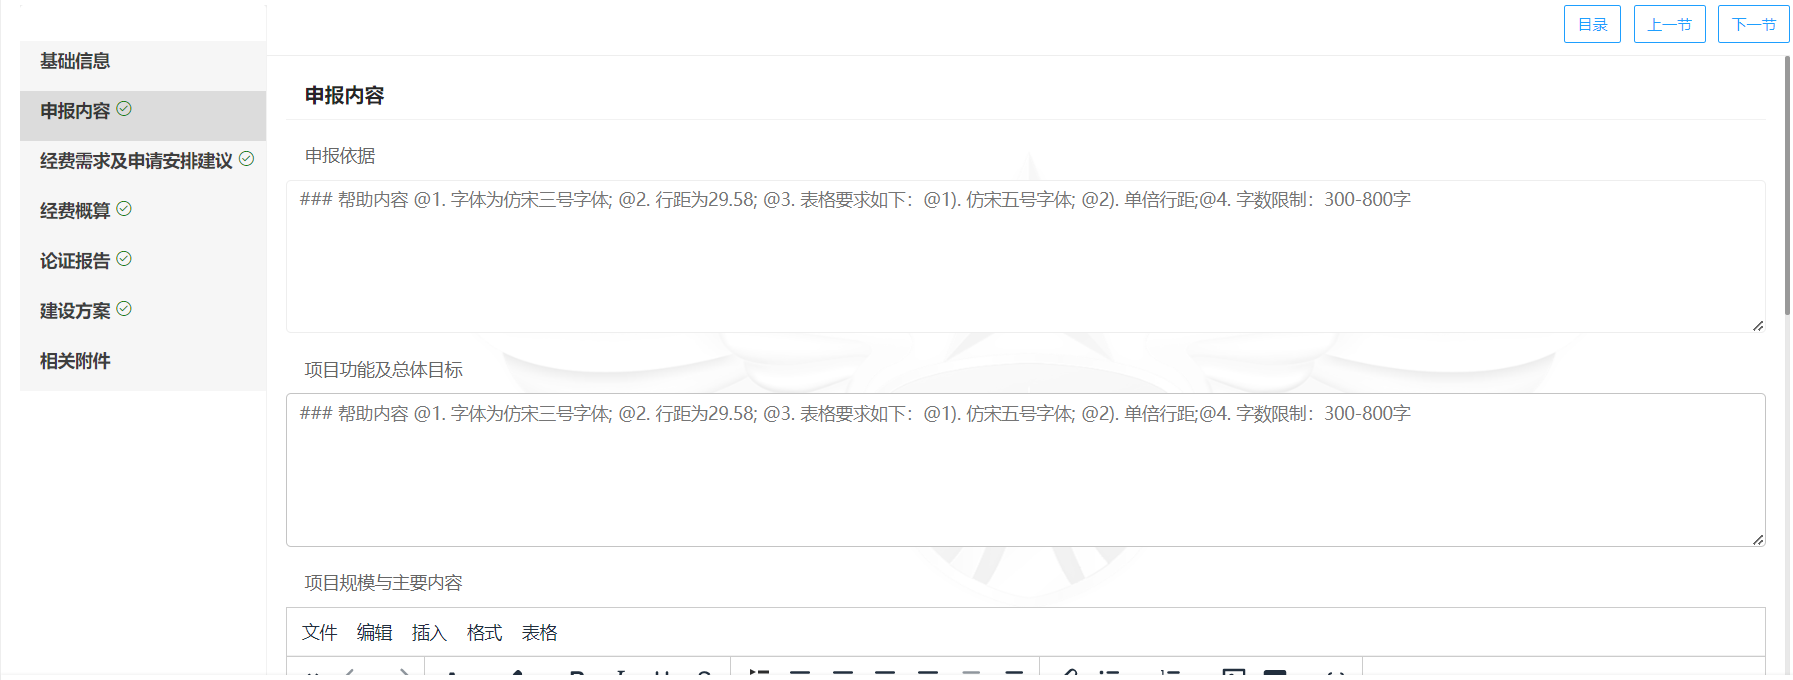 目录 上一节 下一节
基础信息
申报内容
经费需求及申请安排建议
经费概算
论证报告
建设方案
相关附件
申报内容
申报依据
### 帮助内容 @1. 字体为仿宋三号字体; @2. 行距为29.58; @3. 表格要求如下：@1). 仿宋五号字体; @2). 单倍行距;@4. 字数限制：300-800字
项目功能及总体目标
### 帮助内容 @1. 字体为仿宋三号字体; @2. 行距为29.58; @3. 表格要求如下：@1). 仿宋五号字体; @2). 单倍行距;@4. 字数限制：300-800字
项目规模与主要内容
文件 编辑 插入 格式 表格